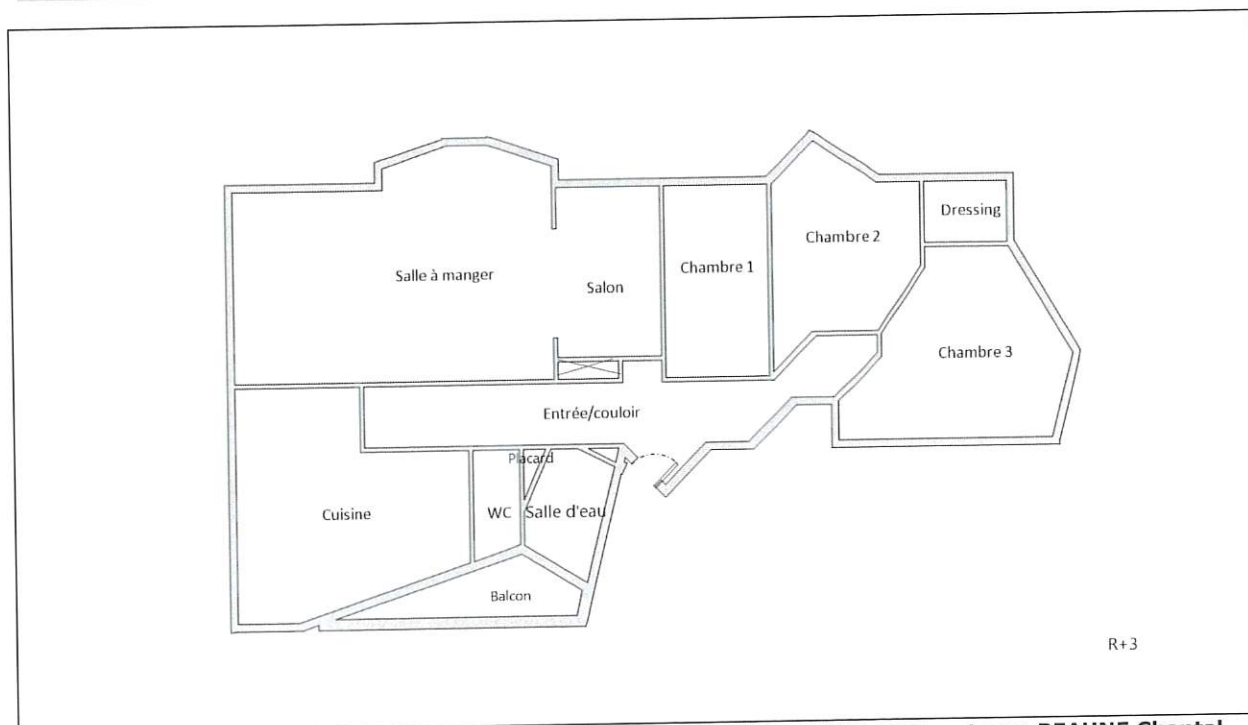 Dressing
Chambre 2
Chambre 1
Salle à manger
Salon
Chambre 3
Entrée/couloir
Placard
Cuisine
WC
Salle d'eau
Balcon
R+3
Chantal